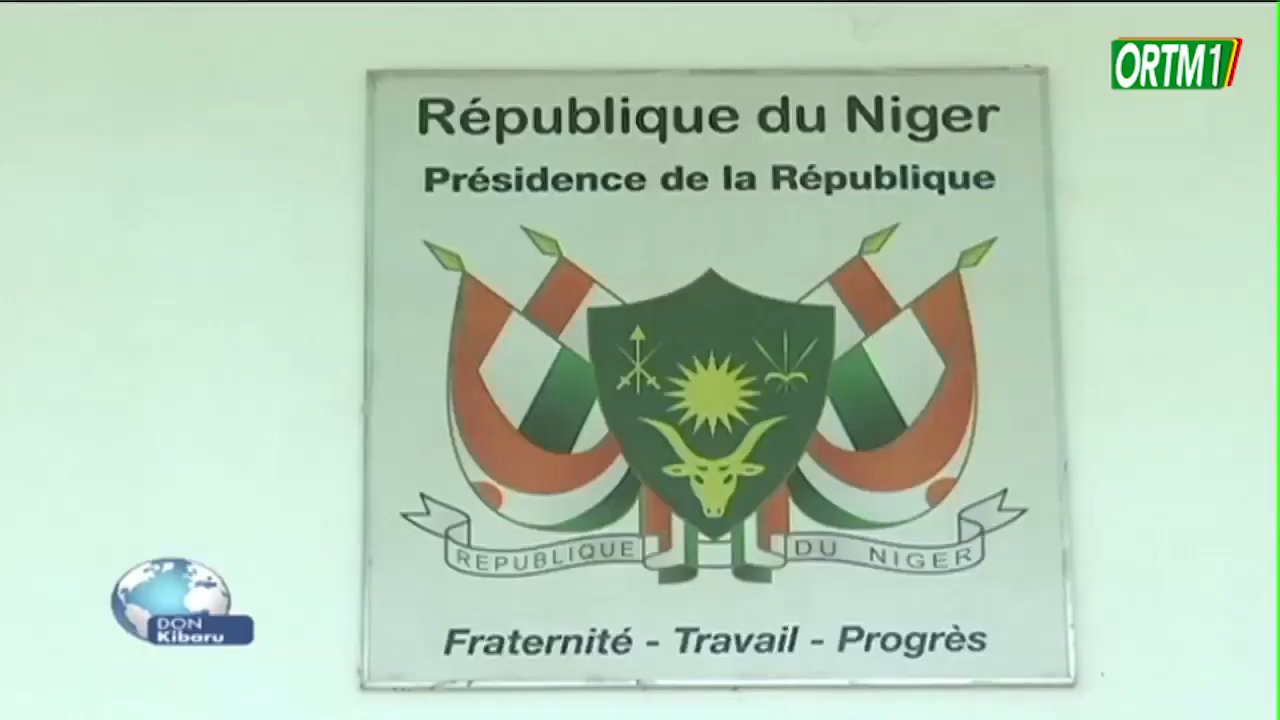 ORTM1
République du Niger
Présidence de la République
REPUBLIQUE DU NIGER
DON
Kibaru
Fraternité - Travail - Progrès